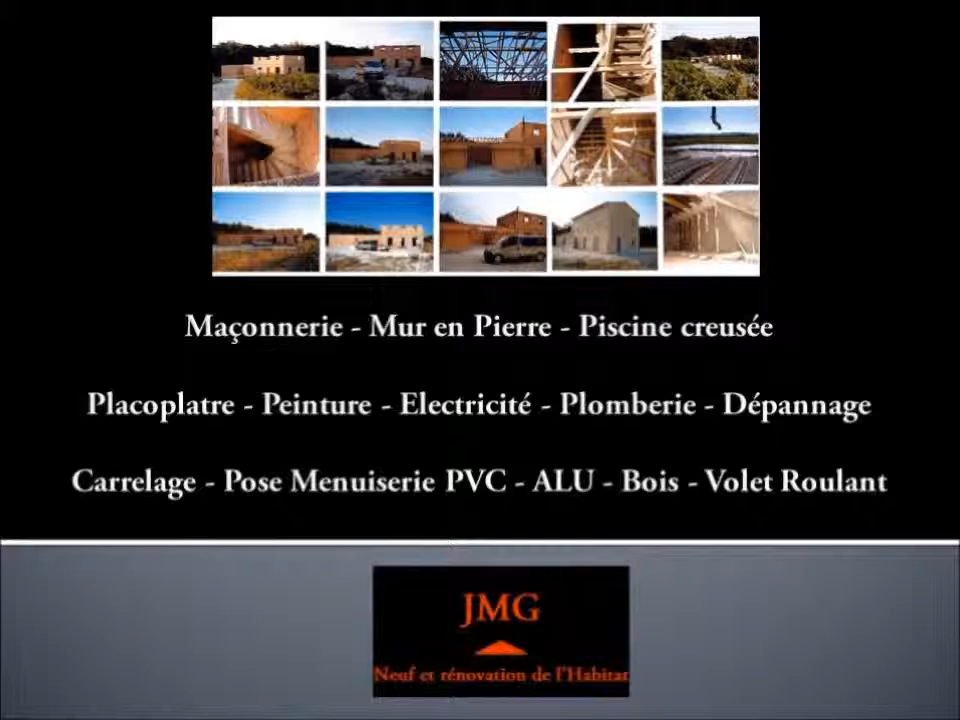 Maçonnerie - Mur en Pierre - Piscine creusée
Placoplatre - Peinture - Electricité - Plomberie - Dépannage
Carrelage - Pose Menuiserie PVC - ALU - Bois - Volet Roulant
JMG
Neuf et rénovation de l'Habitat